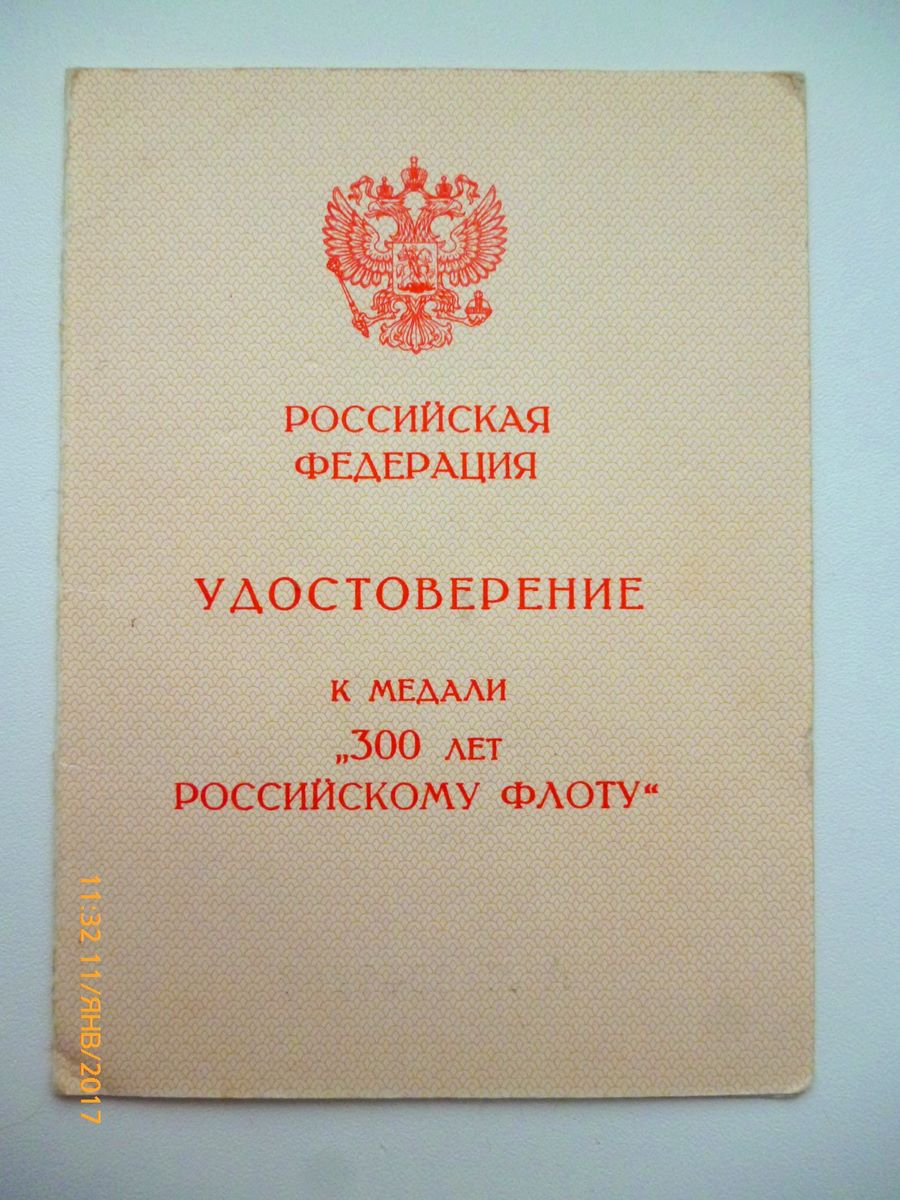 РОССИЙСКАЯ
ФЕДЕРАЦИЯ
УДОСТОВЕРЕНИЕ
К МЕДАЛИ
„300 ЛЕТ
РОССИЙСКОМУ ФЛОТУ“
11:32 11/ЯНВ/2017